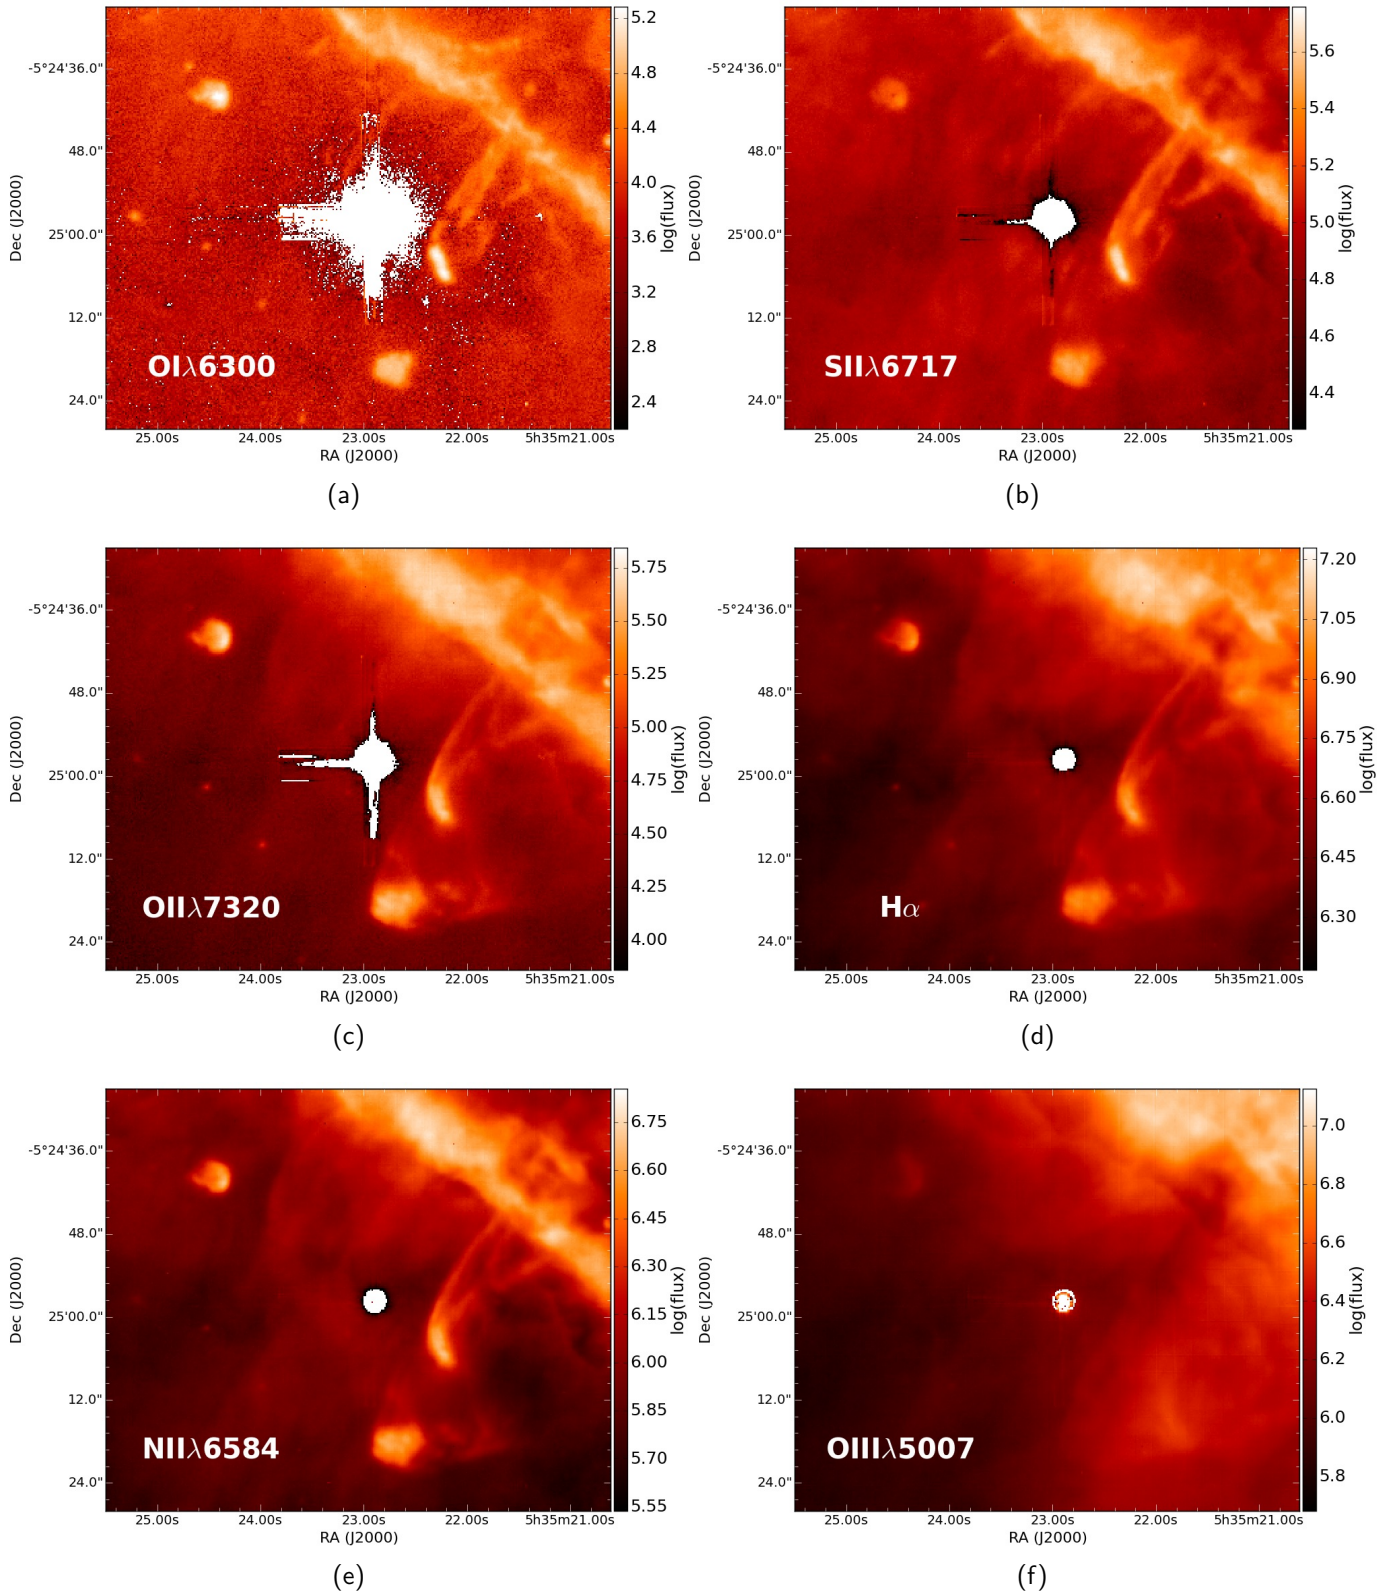 5.2
-5°24'36.0"
4.8
4.4
48.0"
4.0
Dec (J2000)
log(flux)
25'00.0"
3.6
3.2
12.0"
OIλ6300
2.8
24.0"
2.4
25.00s 24.00s 23.00s 22.00s 5h35m21.00s
RA (J2000)
(a)
5.6
-5°24'36.0"
5.4
48.0"
5.2
Dec (J2000)
log(flux)
25'00.0"
5.0
4.8
12.0"
SIIλ6717
4.6
24.0"
4.4
25.00s 24.00s 23.00s 22.00s 5h35m21.00s
RA (J2000)
(b)
5.75
-5°24'36.0"
5.50
5.25
48.0"
5.00
Dec (J2000)
log(flux)
25'00.0"
4.75
4.50
12.0"
OIIλ7320
4.25
24.0"
4.00
25.00s 24.00s 23.00s 22.00s 5h35m21.00s
RA (J2000)
(c)
7.20
-5°24'36.0"
7.05
6.90
48.0"
6.75
Dec (J2000)
log(flux)
25'00.0"
6.60
12.0"
6.45
Hα
6.30
24.0"
25.00s 24.00s 23.00s 22.00s 5h35m21.00s
RA (J2000)
(d)
6.75
-5°24'36.0"
6.60
6.45
48.0"
6.30
Dec (J2000)
log(flux)
25'00.0"
6.15
6.00
12.0"
5.85
NIIλ6584
5.70
24.0"
5.55
25.00s 24.00s 23.00s 22.00s 5h35m21.00s
RA (J2000)
(e)
7.0
-5°24'36.0"
6.8
48.0"
6.6
Dec (J2000)
log(flux)
25'00.0"
6.4
6.2
12.0"
6.0
OIIIλ5007
5.8
24.0"
25.00s 24.00s 23.00s 22.00s 5h35m21.00s
RA (J2000)
(f)